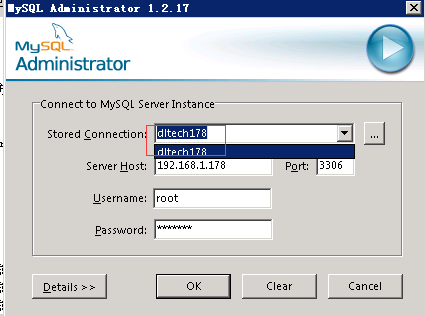 MySQL Administrator 1.2.17
MySQL
Administrator
Connect to MySQL Server Instance
Stored Connection: dltech178 ...
dltech178
Server Host: 192.168.1.178 Port: 3306
Username: root
Password: *******
Details >> OK Clear Cancel